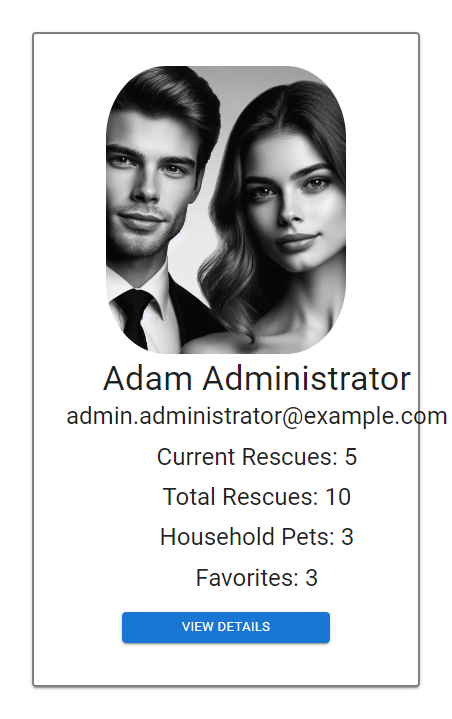 Adam Administrator
admin.administrator@example.com
Current Rescues: 5
Total Rescues: 10
Household Pets: 3
Favorites: 3
VIEW DETAILS